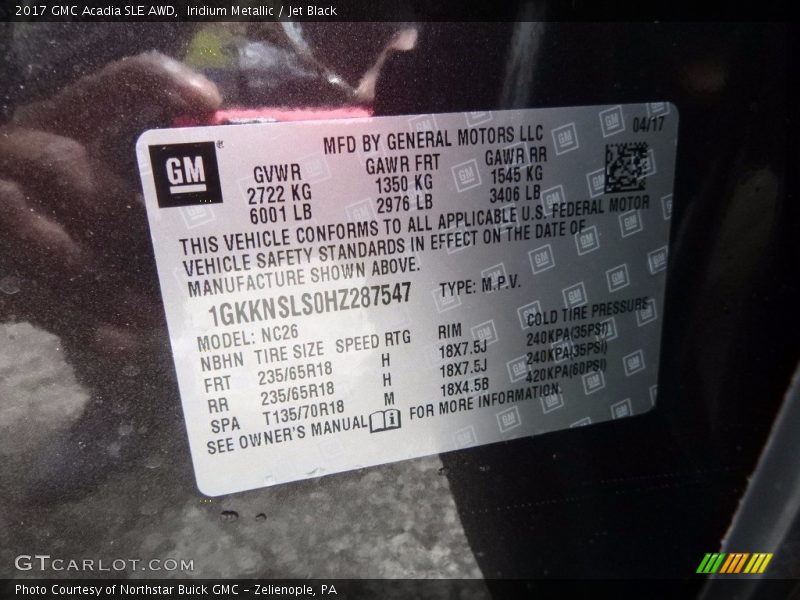 2017 GMC Acadia SLE AWD, Iridium Metallic / Jet Black
GM
MFD BY GENERAL MOTORS LLC
04/17
GVWR GAWR FRT GAWR RR
2722 KG 1350 KG 1545 KG
6001 LB 2976 LB 3406 LB
THIS VEHICLE CONFORMS TO ALL APPLICABLE U.S. FEDERAL MOTOR
VEHICLE SAFETY STANDARDS IN EFFECT ON THE DATE OF
MANUFACTURE SHOWN ABOVE.
1GKKNSLS0HZ287547 TYPE: M.P.V.
MODEL: NC26
NBHN TIRE SIZE SPEED RTG RIM COLD TIRE PRESSURE
FRT 235/65R18 H 18X7.5J 240KPA(35PSI)
RR 235/65R18 H 18X7.5J 240KPA(35PSI)
SPA T135/70R18 M 18X4.5B 420KPA(60PSI)
SEE OWNER'S MANUAL FOR MORE INFORMATION.
GTCARLOT.COM
Photo Courtesy of Northstar Buick GMC - Zelienople, PA